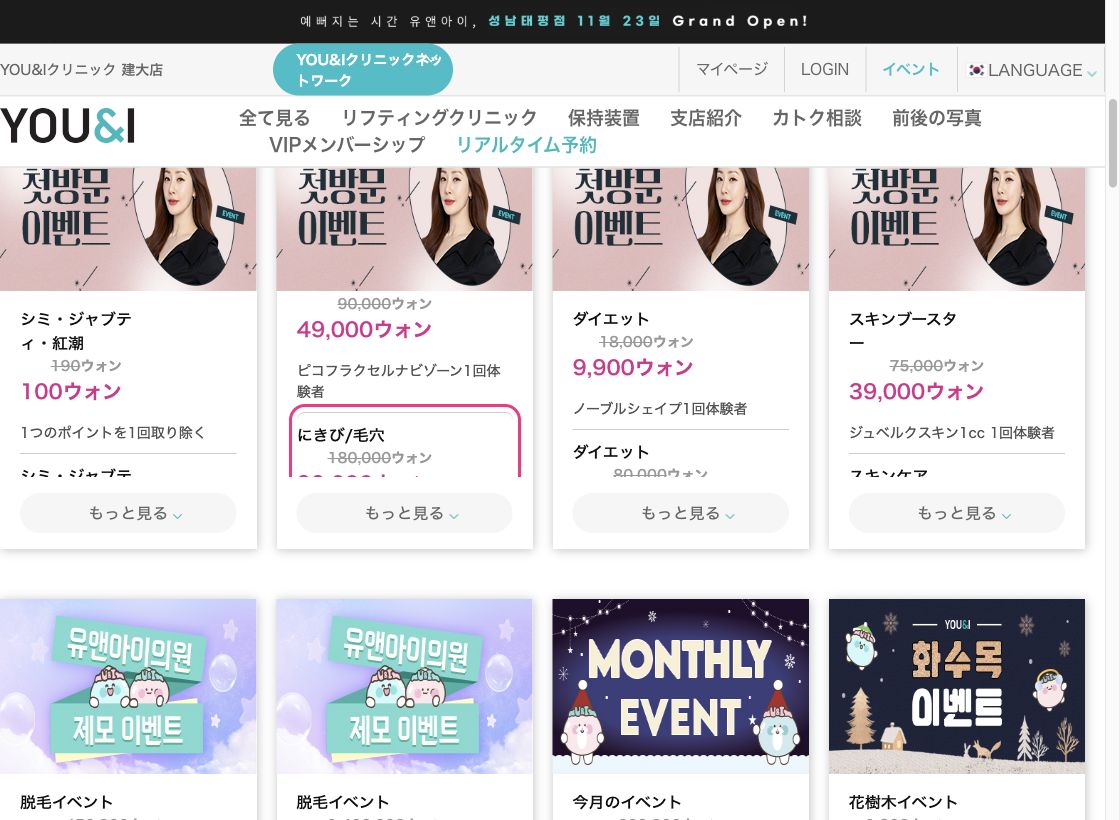 예뻐지는 시간 유앤아이, 성남태평점 11월 23일 Grand Open!
YOU&Iクリニック 建大店
YOU&Iクリニックネットワーク
マイページ
LOGIN
イベント
LANGUAGE
YOU&I
全て見る リフティングクリニック 保持装置 支店紹介 カトク相談 前後の写真
VIPメンバーシップ リアルタイム予約
첫방문
이벤트
EVENT
シミ・ジャブテ
ィ・紅潮
190ウォン
100ウォン
1つのポイントを1回取り除く
シミ・ジャブテ
もっと見る
첫방문
이벤트
EVENT
90,000ウォン
49,000ウォン
ピコフラクセルナビゾーン1回体
験者
にきび/毛穴
180,000ウォン
もっと見る
첫방문
이벤트
EVENT
ダイエット
18,000ウォン
9,900ウォン
ノーブルシェイプ1回体験者
ダイエット
80,000ウォン
もっと見る
첫방문
이벤트
EVENT
スキンブースタ
ー
75,000ウォン
39,000ウォン
ジュベルクスキン1cc 1回体験者
スキンケア
もっと見る
유앤아이의원
제모 이벤트
脱毛イベント
유앤아이의원
제모 이벤트
脱毛イベント
MONTHLY
EVENT
今月のイベント
YOU&I
화수목
이벤트
花樹木イベント